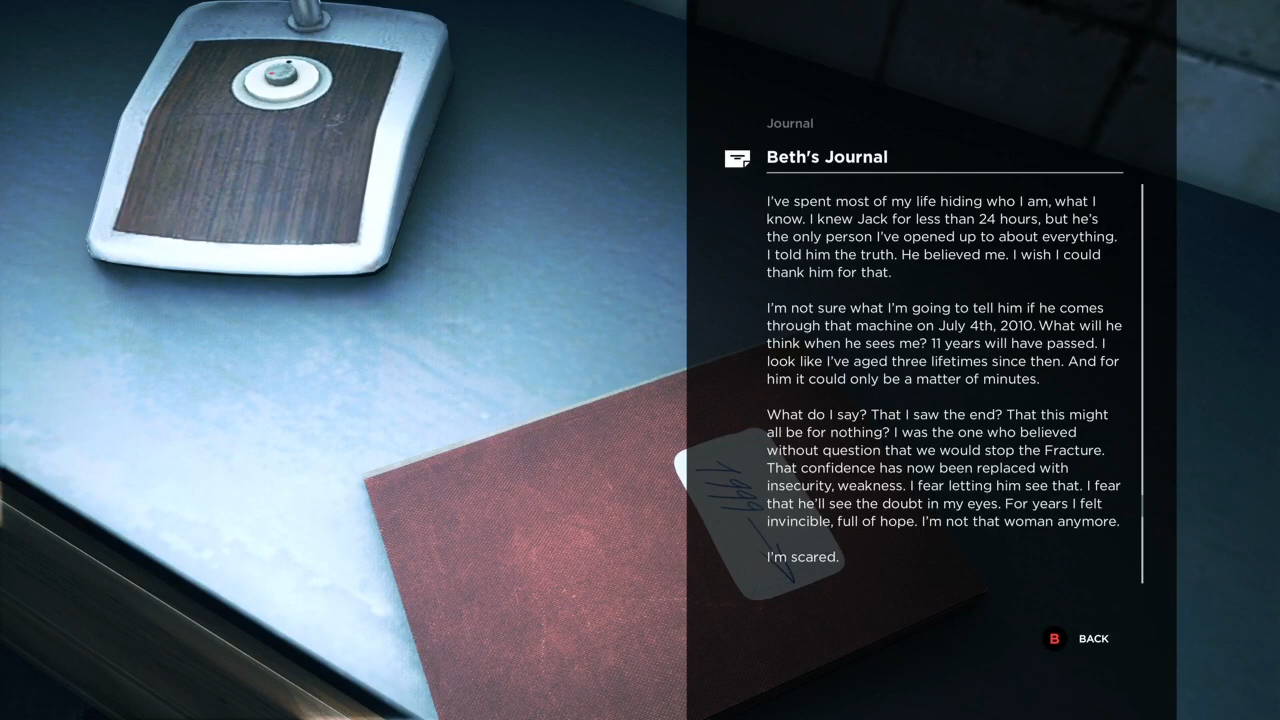 Journal
Beth's Journal
I've spent most of my life hiding who I am, what I
know. I knew Jack for less than 24 hours, but he's
the only person I've opened up to about everything.
I told him the truth. He believed me. I wish I could
thank him for that.
I'm not sure what I'm going to tell him if he comes
through that machine on July 4th, 2010. What will he
think when he sees me? 11 years will have passed. I
look like I've aged three lifetimes since then. And for
him it could only be a matter of minutes.
What do I say? That I saw the end? That this might
all be for nothing? I was the one who believed
without question that we would stop the Fracture.
That confidence has now been replaced with
insecurity, weakness. I fear letting him see that. I fear
that he'll see the doubt in my eyes. For years I felt
invincible, full of hope. I'm not that woman anymore.
I'm scared.
1999 →
B BACK